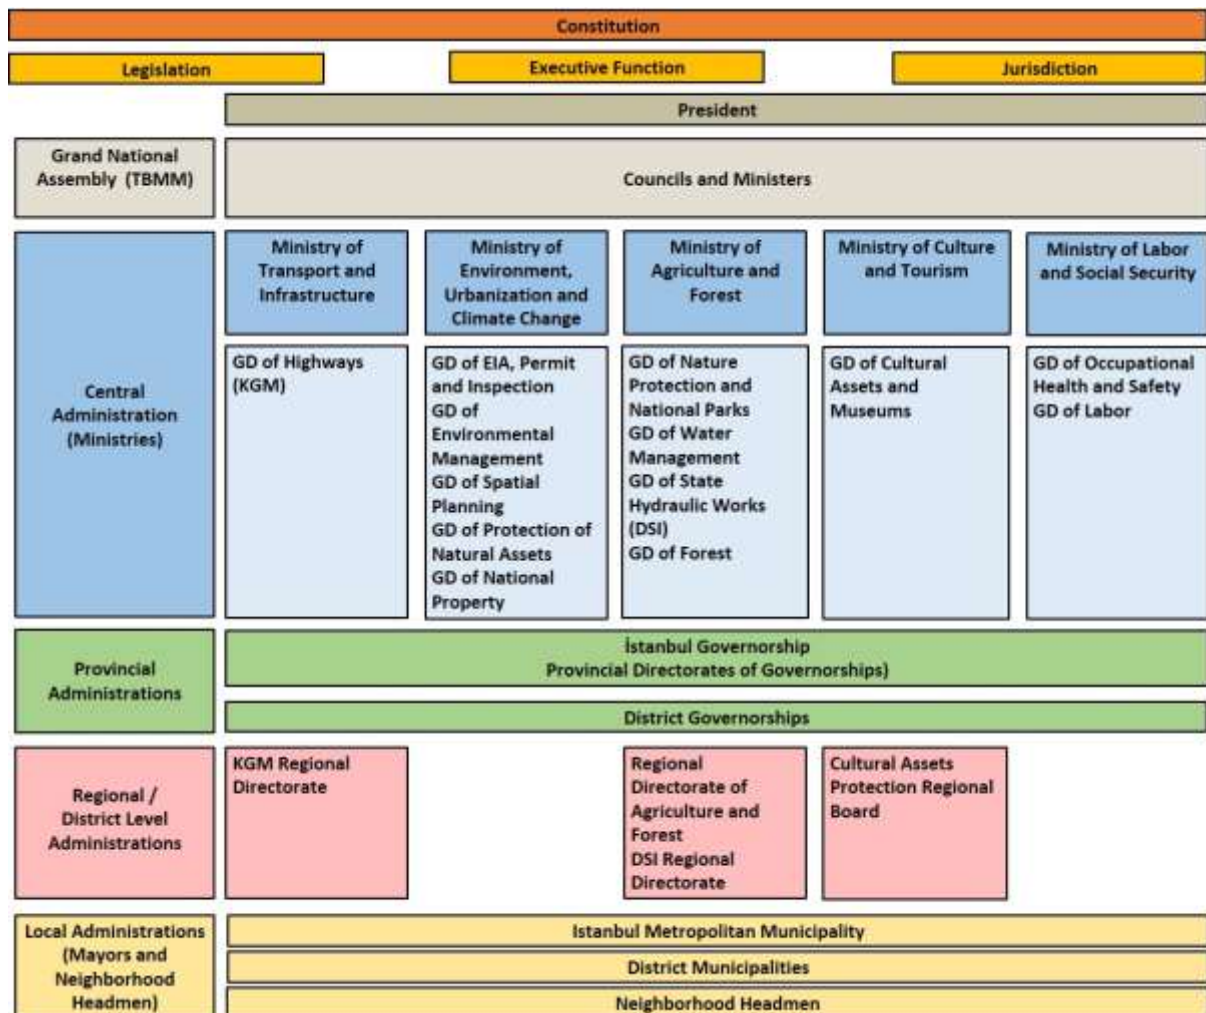 Constitution
Legislation
Executive Function
Jurisdiction
President
Grand National
Assembly (TBMM)
Councils and Ministers
Central
Administration
(Ministries)
Ministry of
Transport and
Infrastructure
Ministry of
Environment,
Urbanization and
Climate Change
Ministry of
Agriculture and
Forest
Ministry of Culture
and Tourism
Ministry of Labor
and Social Security
GD of Highways
(KGM)
GD of EIA, Permit
and Inspection
GD of
Environmental
Management
GD of Spatial
Planning
GD of Protection of
Natural Assets
GD of National
Property
GD of Nature
Protection and
National Parks
GD of Water
Management
GD of State
Hydraulic Works
(DSI)
GD of Forest
GD of Cultural
Assets and
Museums
GD of Occupational
Health and Safety
GD of Labor
Provincial
Administrations
İstanbul Governorship
Provincial Directorates of Governorships)
District Governorships
Regional /
District Level
Administrations
KGM Regional
Directorate
Regional
Directorate of
Agriculture and
Forest
DSI Regional
Directorate
Cultural Assets
Protection Regional
Board
Local Administrations
(Mayors and
Neighborhood
Headmen)
Istanbul Metropolitan Municipality
District Municipalities
Neighborhood Headmen